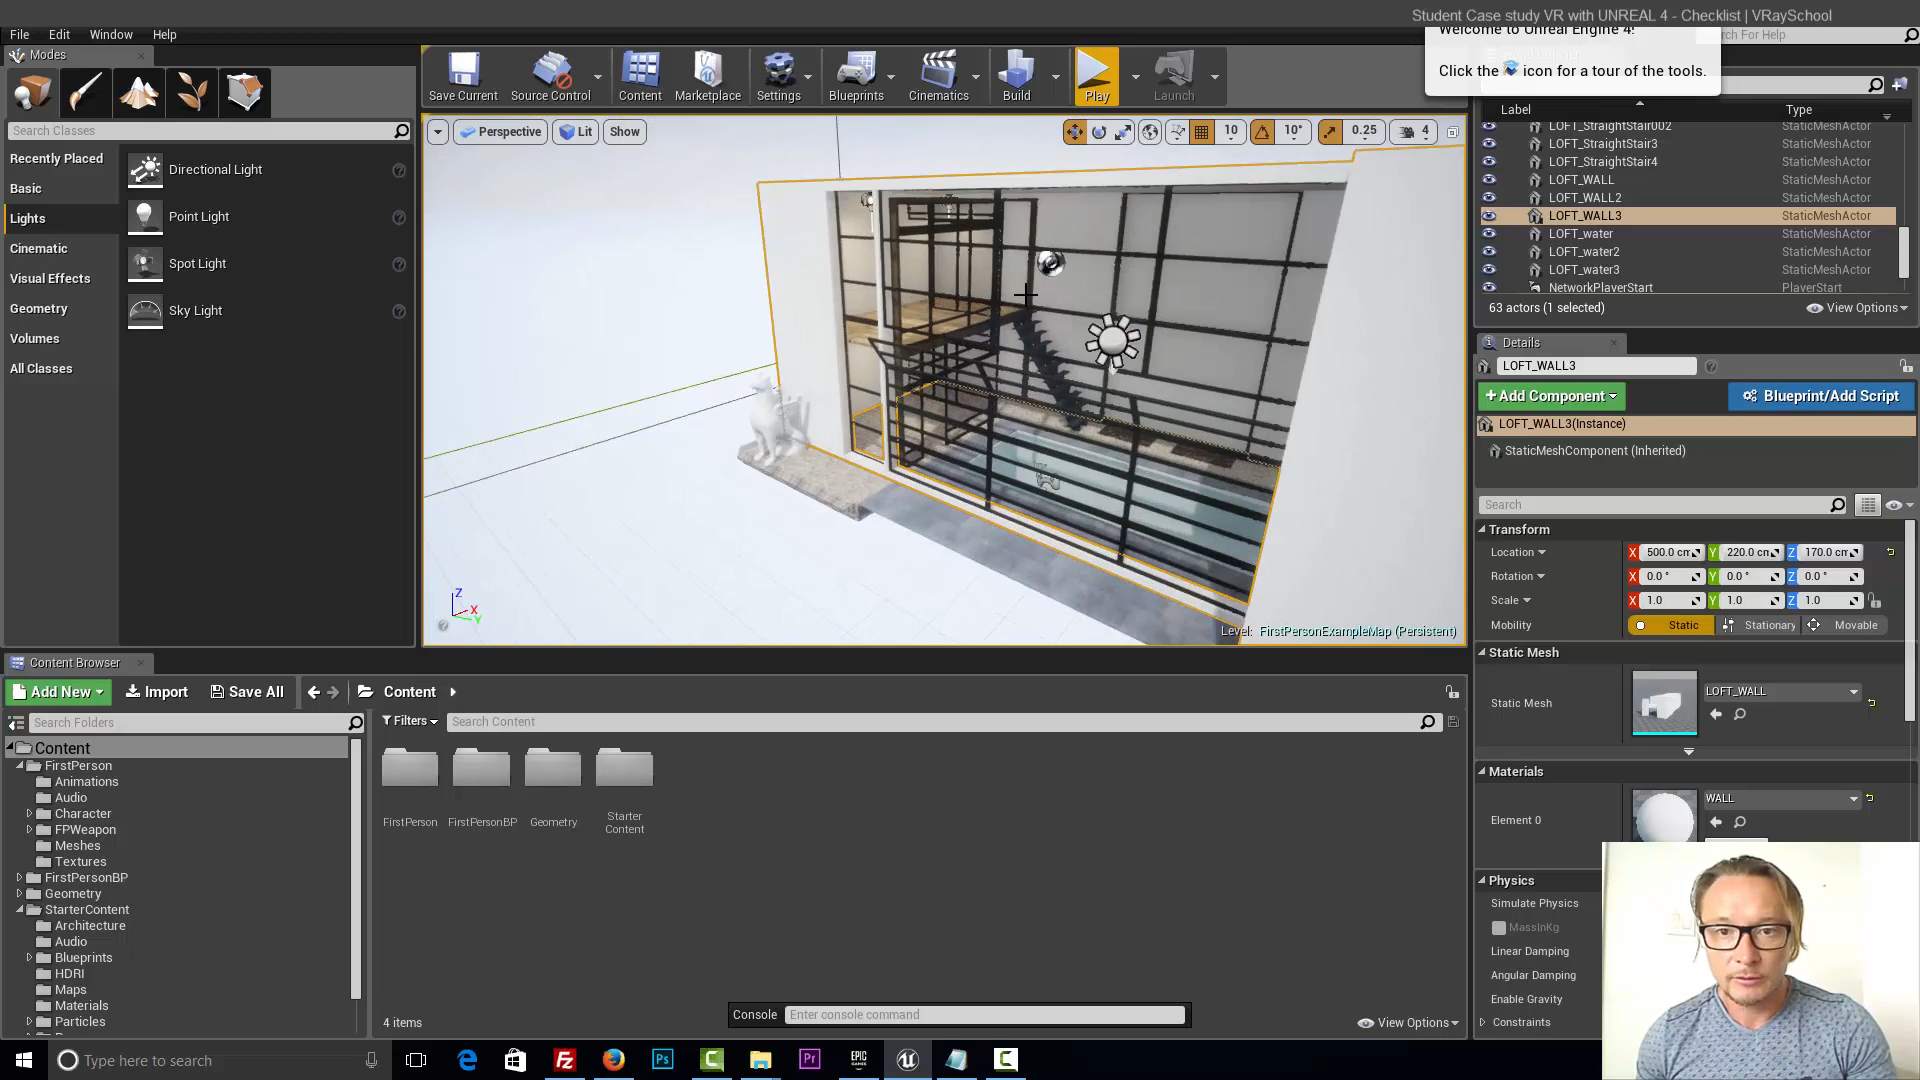 Student Case study VR with UNREAL 4 - Checklist | VRaySchool
File Edit Window Help
Welcome to Unreal Engine 4!
Click the icon for a tour of the tools.
Search For Help
Modes
Save Current
Source Control
Content
Marketplace
Settings
Blueprints
Cinematics
Build
Play
Launch
Search Classes
Recently Placed
Basic
Lights
Cinematic
Visual Effects
Geometry
Volumes
All Classes
Directional Light
Point Light
Spot Light
Sky Light
Perspective Lit Show
10 10° 0.25 4
Z
X
Y
Level: FirstPersonExampleMap (Persistent)
Label Type
LOFT_StraightStair002 StaticMeshActor
LOFT_StraightStair3 StaticMeshActor
LOFT_StraightStair4 StaticMeshActor
LOFT_WALL StaticMeshActor
LOFT_WALL2 StaticMeshActor
LOFT_WALL3 StaticMeshActor
LOFT_water StaticMeshActor
LOFT_water2 StaticMeshActor
LOFT_water3 StaticMeshActor
NetworkPlayerStart PlayerStart
63 actors (1 selected) View Options
Details
LOFT_WALL3
+Add Component Blueprint/Add Script
LOFT_WALL3(Instance)
StaticMeshComponent (Inherited)
Search
Transform
Location X 500.0 cm Y 220.0 cm Z 170.0 cm
Rotation X 0.0 ° Y 0.0 ° Z 0.0 °
Scale X 1.0 Y 1.0 Z 1.0
Mobility Static Stationary Movable
Static Mesh
Static Mesh LOFT_WALL
Materials
Element 0 WALL
Physics
Simulate Physics
MassInKg
Linear Damping
Angular Damping
Enable Gravity
Constraints
Content Browser
Add New Import Save All Content
Search Folders
Filters Search Content
Content
FirstPerson
Animations
Audio
Character
FPWeapon
Meshes
Textures
FirstPersonBP
Geometry
StarterContent
Architecture
Audio
Blueprints
HDRI
Maps
Materials
Particles
FirstPerson
FirstPersonBP
Geometry
Starter
Content
4 items
View Options
Console Enter console command
Type here to search
Fz
Ps
C
Pr
EPIC
GAMES
C